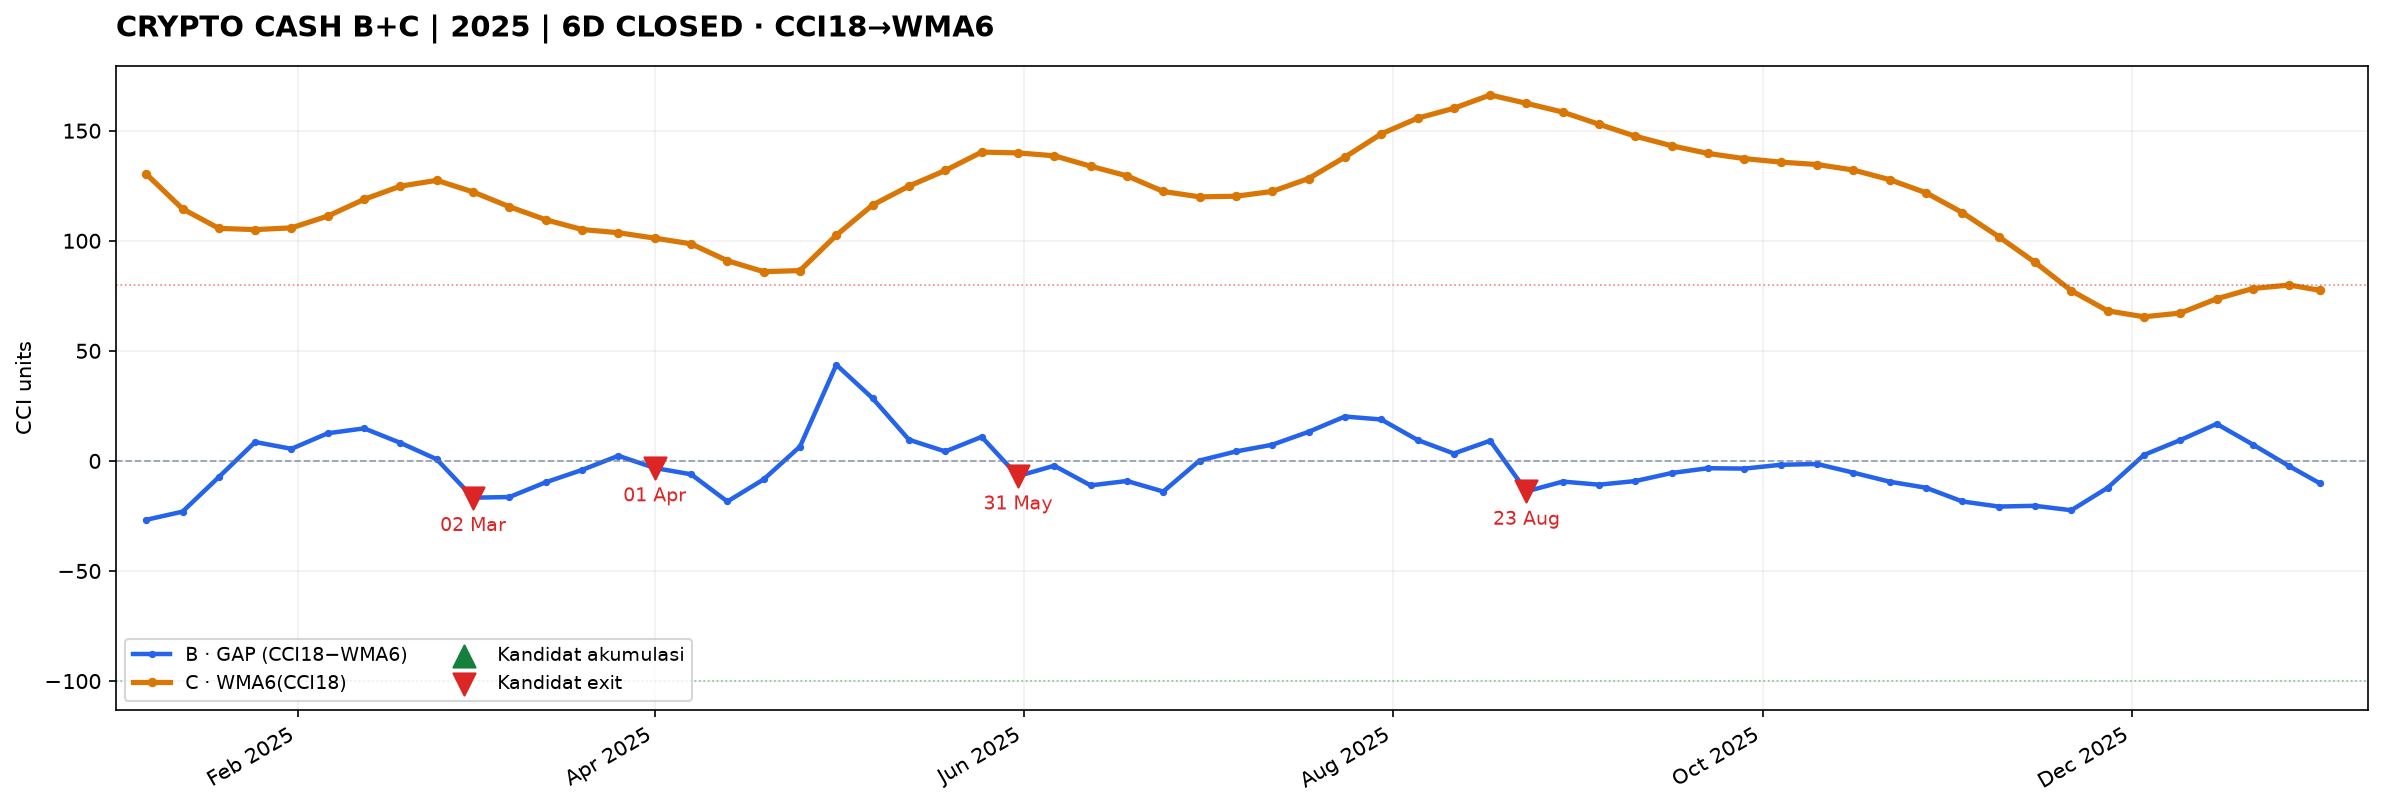 CRYPTO CASH B+C | 2025 | 6D CLOSED · CCI18→WMA6
CCI units
150
100
50
0
−50
−100
02 Mar
01 Apr
31 May
23 Aug
B · GAP (CCI18−WMA6)
C · WMA6(CCI18)
Kandidat akumulasi
Kandidat exit
Feb 2025
Apr 2025
Jun 2025
Aug 2025
Oct 2025
Dec 2025